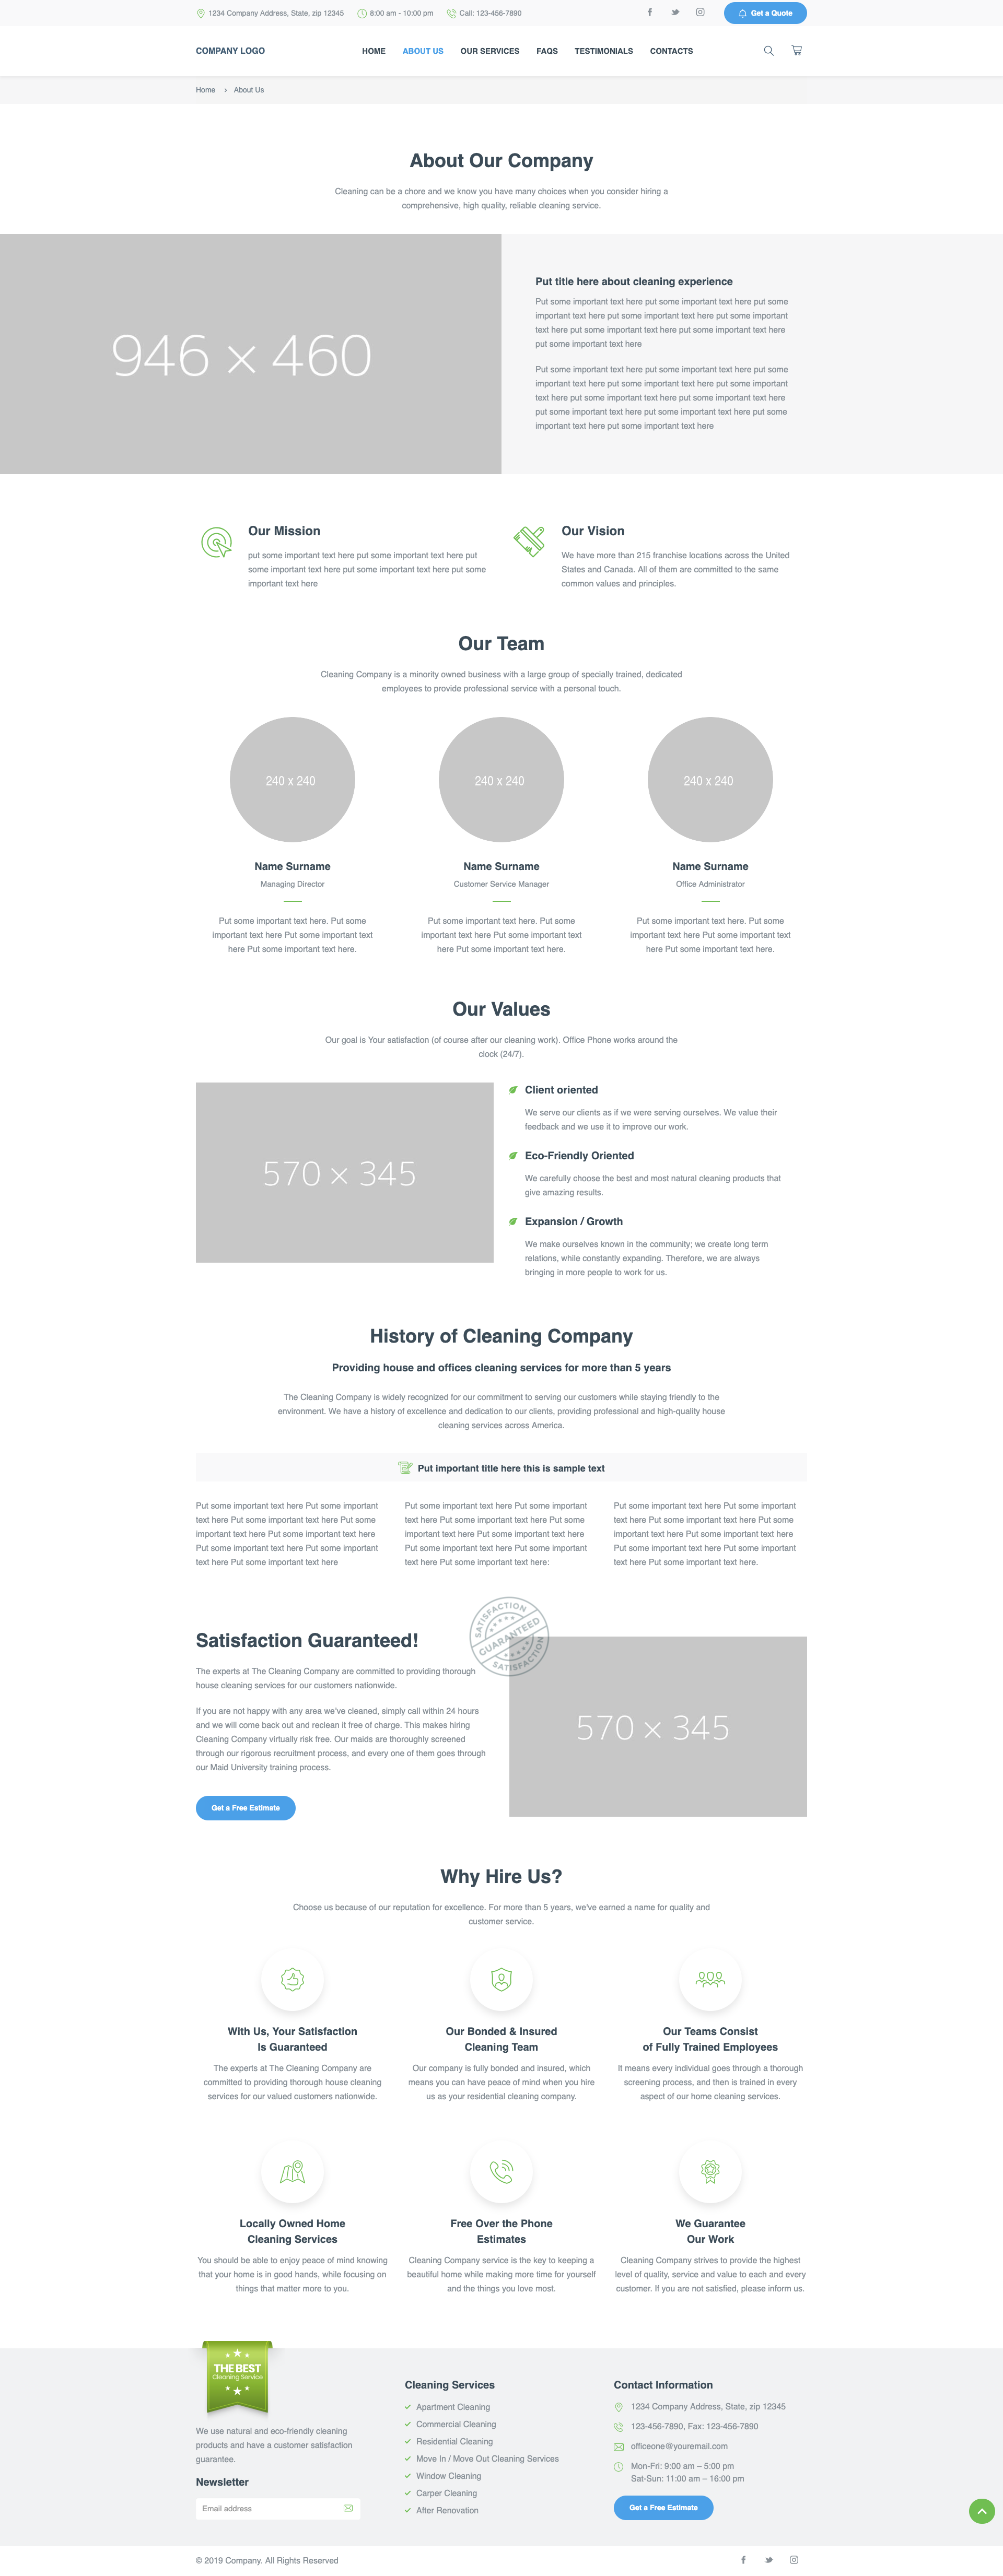 1234 Company Address, State, zip 12345 8:00 am - 10:00 pm Call: 123-456-7890 Get a Quote
COMPANY LOGO HOME ABOUT US OUR SERVICES FAQS TESTIMONIALS CONTACTS
Home › About Us
About Our Company
Cleaning can be a chore and we know you have many choices when you consider hiring a
comprehensive, high quality, reliable cleaning service.
946 × 460
Put title here about cleaning experience
Put some important text here put some important text here put some
important text here put some important text here put some important
text here put some important text here put some important text here
put some important text here
Put some important text here put some important text here put some
important text here put some important text here put some important
text here put some important text here put some important text here
put some important text here put some important text here put some
important text here put some important text here
Our Mission
put some important text here put some important text here put
some important text here put some important text here put some
important text here
Our Vision
We have more than 215 franchise locations across the United
States and Canada. All of them are committed to the same
common values and principles.
Our Team
Cleaning Company is a minority owned business with a large group of specially trained, dedicated
employees to provide professional service with a personal touch.
240 x 240
Name Surname
Managing Director
Put some important text here. Put some
important text here Put some important text
here Put some important text here.
240 x 240
Name Surname
Customer Service Manager
Put some important text here. Put some
important text here Put some important text
here Put some important text here.
240 x 240
Name Surname
Office Administrator
Put some important text here. Put some
important text here Put some important text
here Put some important text here.
Our Values
Our goal is Your satisfaction (of course after our cleaning work). Office Phone works around the
clock (24/7).
570 × 345
Client oriented
We serve our clients as if we were serving ourselves. We value their
feedback and we use it to improve our work.
Eco-Friendly Oriented
We carefully choose the best and most natural cleaning products that
give amazing results.
Expansion / Growth
We make ourselves known in the community; we create long term
relations, while constantly expanding. Therefore, we are always
bringing in more people to work for us.
History of Cleaning Company
Providing house and offices cleaning services for more than 5 years
The Cleaning Company is widely recognized for our commitment to serving our customers while staying friendly to the
environment. We have a history of excellence and dedication to our clients, providing professional and high-quality house
cleaning services across America.
Put important title here this is sample text
Put some important text here Put some important
text here Put some important text here Put some
important text here Put some important text here
Put some important text here Put some important
text here Put some important text here
Put some important text here Put some important
text here Put some important text here Put some
important text here Put some important text here
Put some important text here Put some important
text here Put some important text here:
Put some important text here Put some important
text here Put some important text here Put some
important text here Put some important text here
Put some important text here Put some important
text here Put some important text here.
Satisfaction Guaranteed!
The experts at The Cleaning Company are committed to providing thorough
house cleaning services for our customers nationwide.
If you are not happy with any area we've cleaned, simply call within 24 hours
and we will come back out and reclean it free of charge. This makes hiring
Cleaning Company virtually risk free. Our maids are thoroughly screened
through our rigorous recruitment process, and every one of them goes through
our Maid University training process.
Get a Free Estimate
SATISFACTION
GUARANTEED
SATISFACTION
570 × 345
Why Hire Us?
Choose us because of our reputation for excellence. For more than 5 years, we've earned a name for quality and
customer service.
With Us, Your Satisfaction
Is Guaranteed
The experts at The Cleaning Company are
committed to providing thorough house cleaning
services for our valued customers nationwide.
Our Bonded & Insured
Cleaning Team
Our company is fully bonded and insured, which
means you can have peace of mind when you hire
us as your residential cleaning company.
Our Teams Consist
of Fully Trained Employees
It means every individual goes through a thorough
screening process, and then is trained in every
aspect of our home cleaning services.
Locally Owned Home
Cleaning Services
You should be able to enjoy peace of mind knowing
that your home is in good hands, while focusing on
things that matter more to you.
Free Over the Phone
Estimates
Cleaning Company service is the key to keeping a
beautiful home while making more time for yourself
and the things you love most.
We Guarantee
Our Work
Cleaning Company strives to provide the highest
level of quality, service and value to each and every
customer. If you are not satisfied, please inform us.
THE BEST
Cleaning Service
We use natural and eco-friendly cleaning
products and have a customer satisfaction
guarantee.
Newsletter
Email address
Cleaning Services
Apartment Cleaning
Commercial Cleaning
Residential Cleaning
Move In / Move Out Cleaning Services
Window Cleaning
Carper Cleaning
After Renovation
Contact Information
1234 Company Address, State, zip 12345
123-456-7890, Fax: 123-456-7890
officeone@youremail.com
Mon-Fri: 9:00 am – 5:00 pm
Sat-Sun: 11:00 am – 16:00 pm
Get a Free Estimate
© 2019 Company. All Rights Reserved